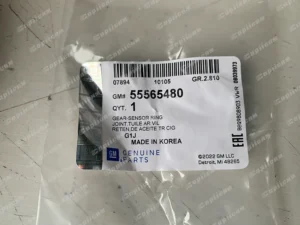 07894 10105 GR.2.810
GM# 55565480
QTY. 1
GEAR-SENSOR RING
JOINT TUILE AR VIL
RETEN, DE ACEITE TR CIG
G1J
MADE IN KOREA
GM
GENUINE
PARTS
EAC
©2022 GM LLC
Detroit, MI 48265